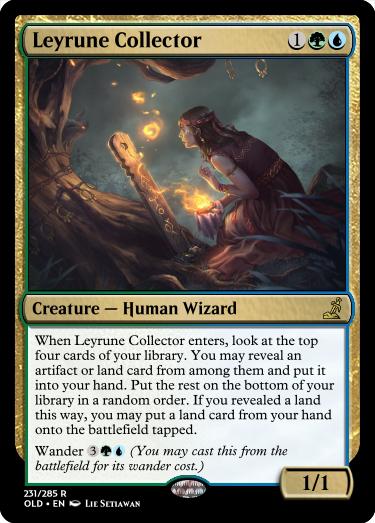 Leyrune Collector 1
Creature — Human Wizard
When Leyrune Collector enters, look at the top
four cards of your library. You may reveal an
artifact or land card from among them and put it
into your hand. Put the rest on the bottom of your
library in a random order. If you revealed a land
this way, you may put a land card from your hand
onto the battlefield tapped.
Wander 3 (You may cast this from the
battlefield for its wander cost.)
1/1
231/285 R
OLD • EN Lie Setiawan